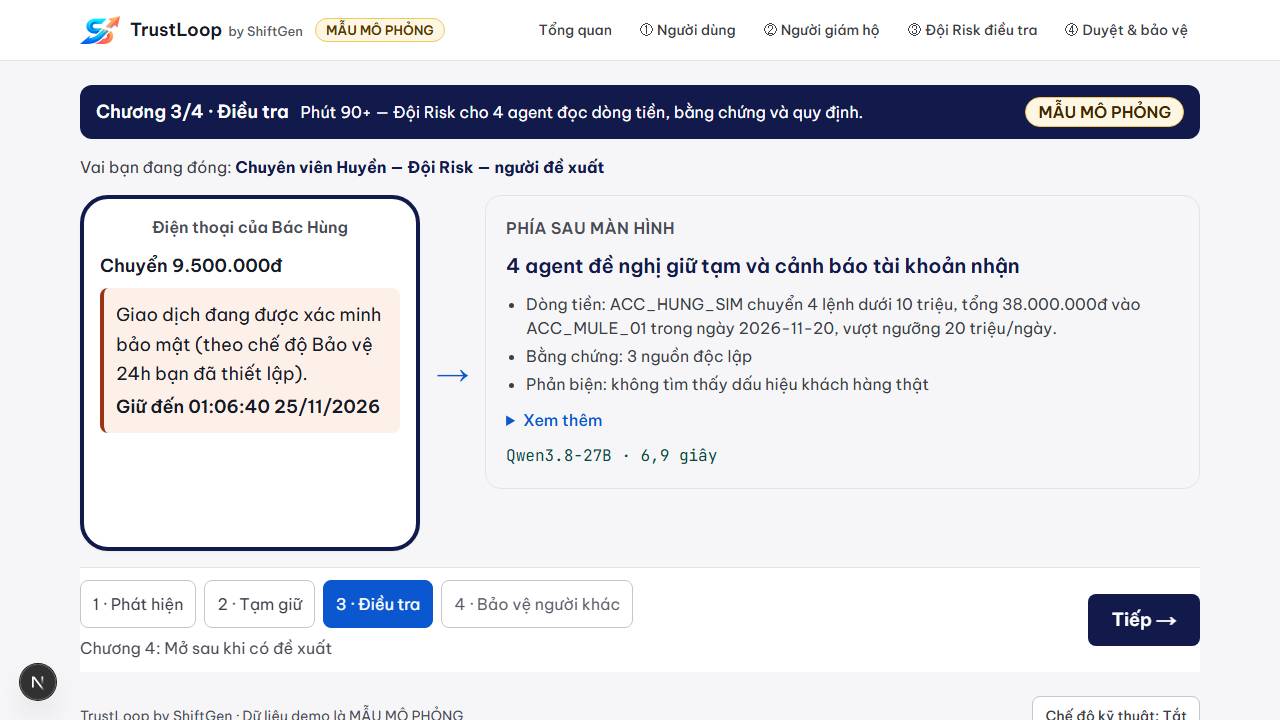 TrustLoop by ShiftGen MẪU MÔ PHỎNG Tổng quan ① Người dùng ② Người giám hộ ③ Đội Risk điều tra ④ Duyệt & bảo vệ
Chương 3/4 · Điều tra Phút 90+ — Đội Risk cho 4 agent đọc dòng tiền, bằng chứng và quy định. MẪU MÔ PHỎNG
Vai bạn đang đóng: Chuyên viên Huyền — Đội Risk — người đề xuất
Điện thoại của Bác Hùng
Chuyển 9.500.000đ
Giao dịch đang được xác minh
bảo mật (theo chế độ Bảo vệ
24h bạn đã thiết lập).
Giữ đến 01:06:40 25/11/2026
→
PHÍA SAU MÀN HÌNH
4 agent đề nghị giữ tạm và cảnh báo tài khoản nhận
• Dòng tiền: ACC_HUNG_SIM chuyển 4 lệnh dưới 10 triệu, tổng 38.000.000đ vào
ACC_MULE_01 trong ngày 2026-11-20, vượt ngưỡng 20 triệu/ngày.
• Bằng chứng: 3 nguồn độc lập
• Phản biện: không tìm thấy dấu hiệu khách hàng thật
▶ Xem thêm
Qwen3.8-27B · 6,9 giây
1 · Phát hiện 2 · Tạm giữ 3 · Điều tra 4 · Bảo vệ người khác
Tiếp →
Chương 4: Mở sau khi có đề xuất
N
TrustLoop by ShiftGen · Dữ liệu demo là MẪU MÔ PHỎNG Chế độ kỹ thuật: Tắt